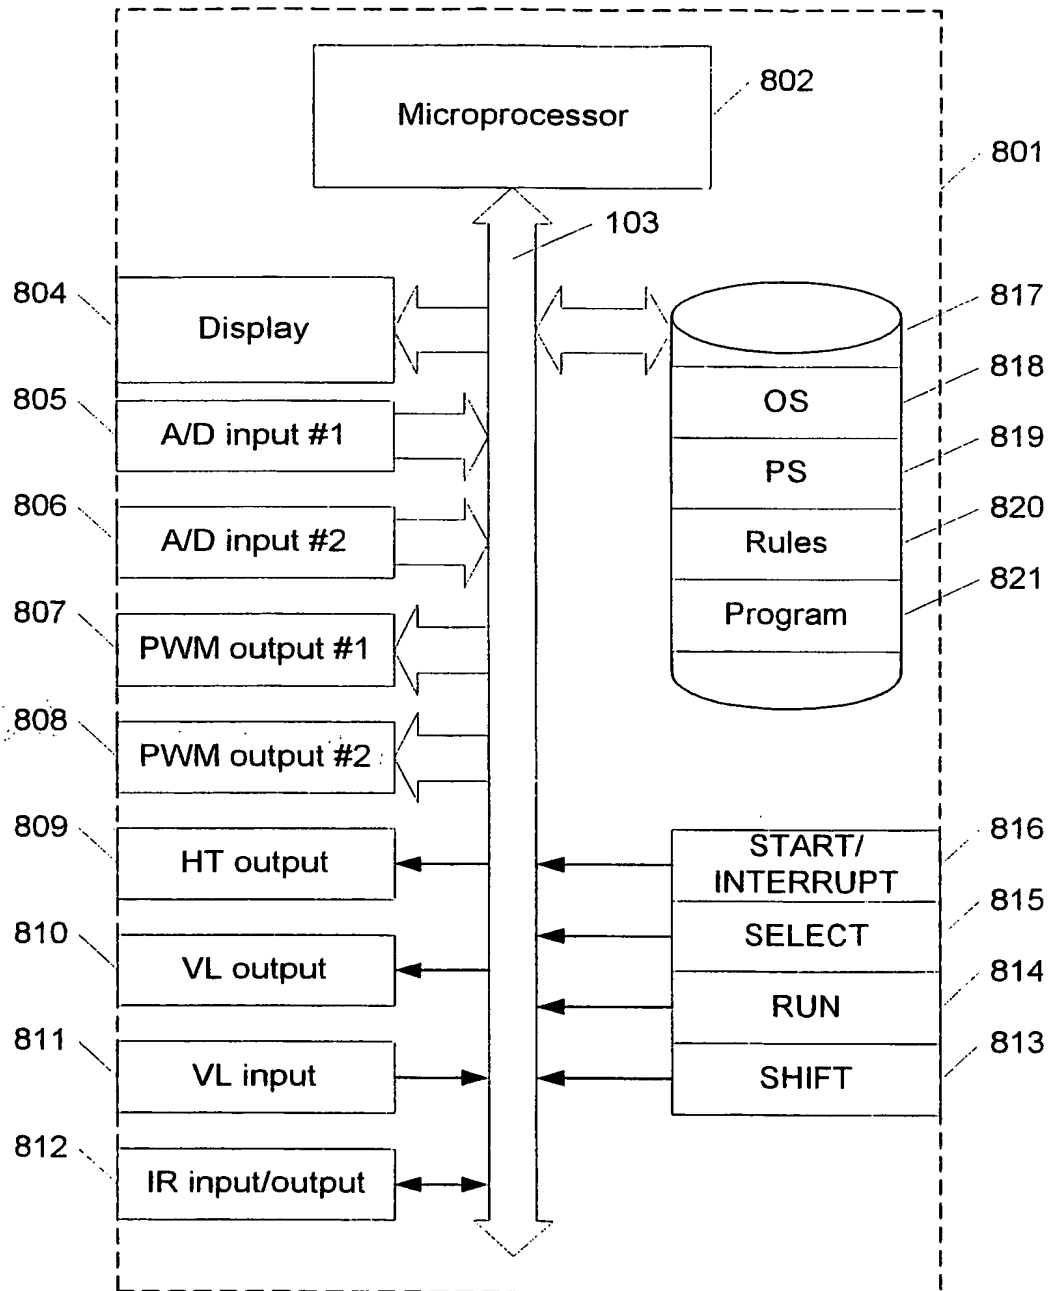 802
Microprocessor
801
103
804
Display
817
818
OS
805
A/D input #1
819
PS
806
A/D input #2
820
Rules
821
807
PWM output #1
Program
808
PWM output #2
809
HT output
816
START/
INTERRUPT
815
810
VL output
SELECT
814
RUN
811
VL input
813
SHIFT
812
IR input/output